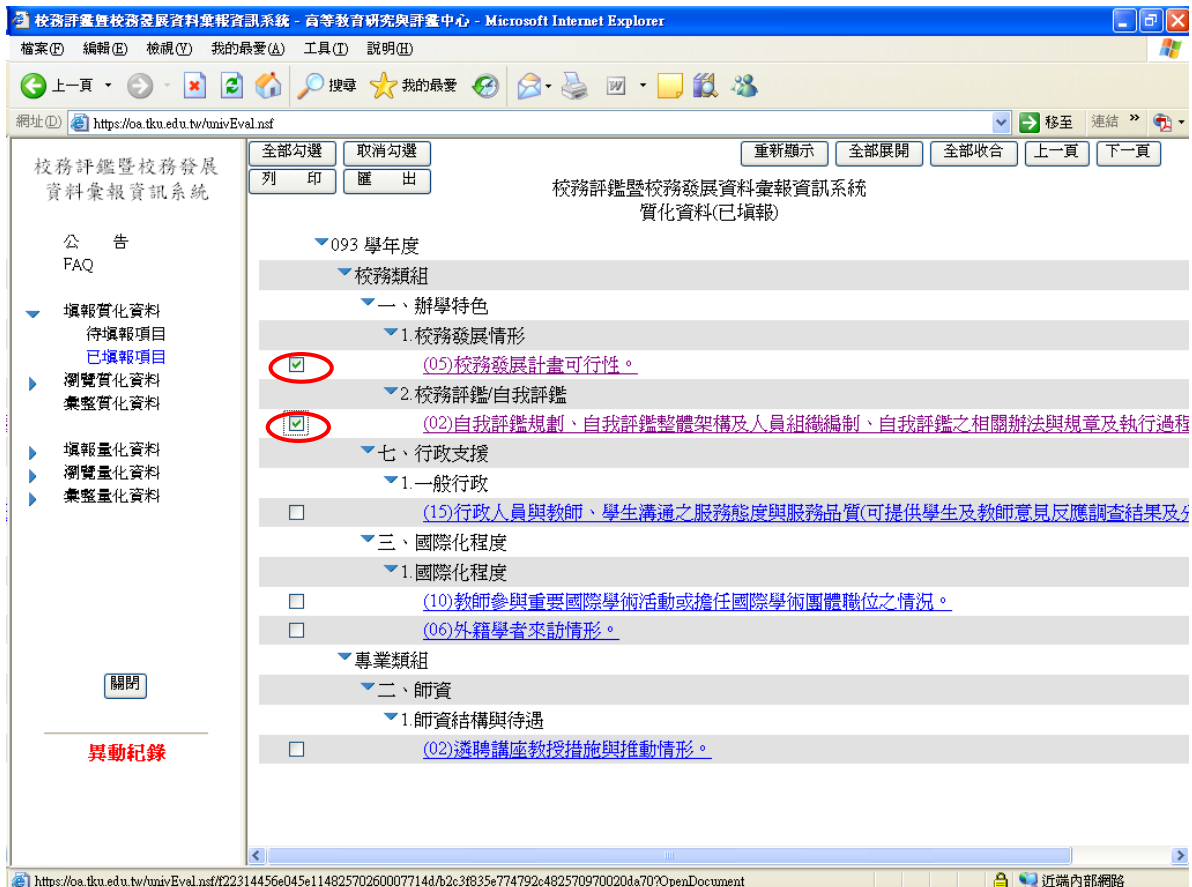 校務評鑑暨校務發展資料彙報資訊系統 - 高等教育研究與評鑑中心 - Microsoft Internet Explorer
檔案(F) 編輯(E) 檢視(V) 我的最愛(A) 工具(T) 說明(H)
上一頁 搜尋 我的最愛
網址(D) https://oa.tku.edu.tw/univEval.nsf 移至 連結 »
校務評鑑暨校務發展
資料彙報資訊系統
公 告
FAQ
填報質化資料
待填報項目
已填報項目
瀏覽質化資料
彙整質化資料
填報量化資料
瀏覽量化資料
彙整量化資料
關閉
異動紀錄
全部勾選 取消勾選 重新顯示 全部展開 全部收合 上一頁 下一頁
列 印 匯 出
校務評鑑暨校務發展資料彙報資訊系統
質化資料(已填報)
093 學年度
校務類組
一、辦學特色
1.校務發展情形
(05)校務發展計畫可行性。
2.校務評鑑/自我評鑑
(02)自我評鑑規劃、自我評鑑整體架構及人員組織編制、自我評鑑之相關辦法與規章及執行過程
七、行政支援
1.一般行政
(15)行政人員與教師、學生溝通之服務態度與服務品質(可提供學生及教師意見反應調查結果及分
三、國際化程度
1.國際化程度
(10)教師參與重要國際學術活動或擔任國際學術團體職位之情況。
(06)外籍學者來訪情形。
專業類組
二、師資
1.師資結構與待遇
(02)遴聘講座教授措施與推動情形。
https://oa.tku.edu.tw/univEval.nsf/f22314456e045e11482570260007714d/b2c3f835e774792c482570970020da70?OpenDocument 近端內部網路